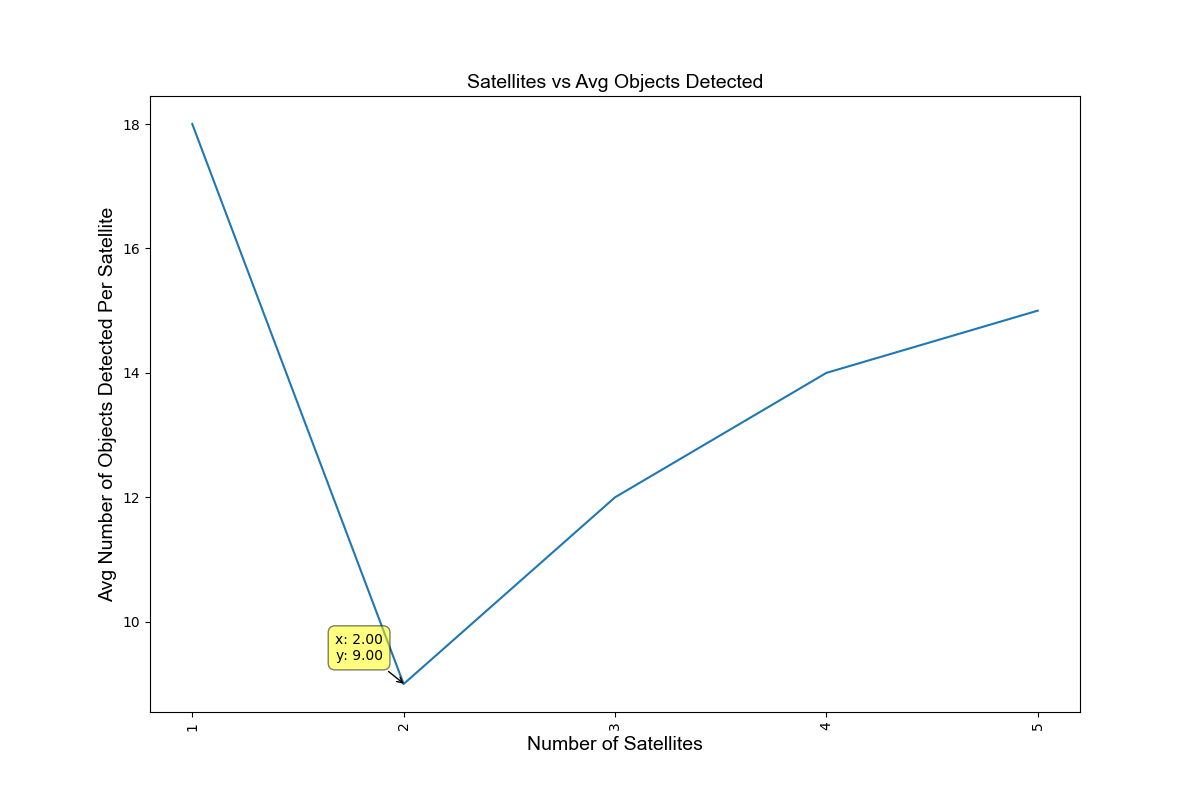 Satellites vs Avg Objects Detected
Avg Number of Objects Detected Per Satellite
18
16
14
12
10
x: 2.00
y: 9.00
1
2
3
4
5
Number of Satellites